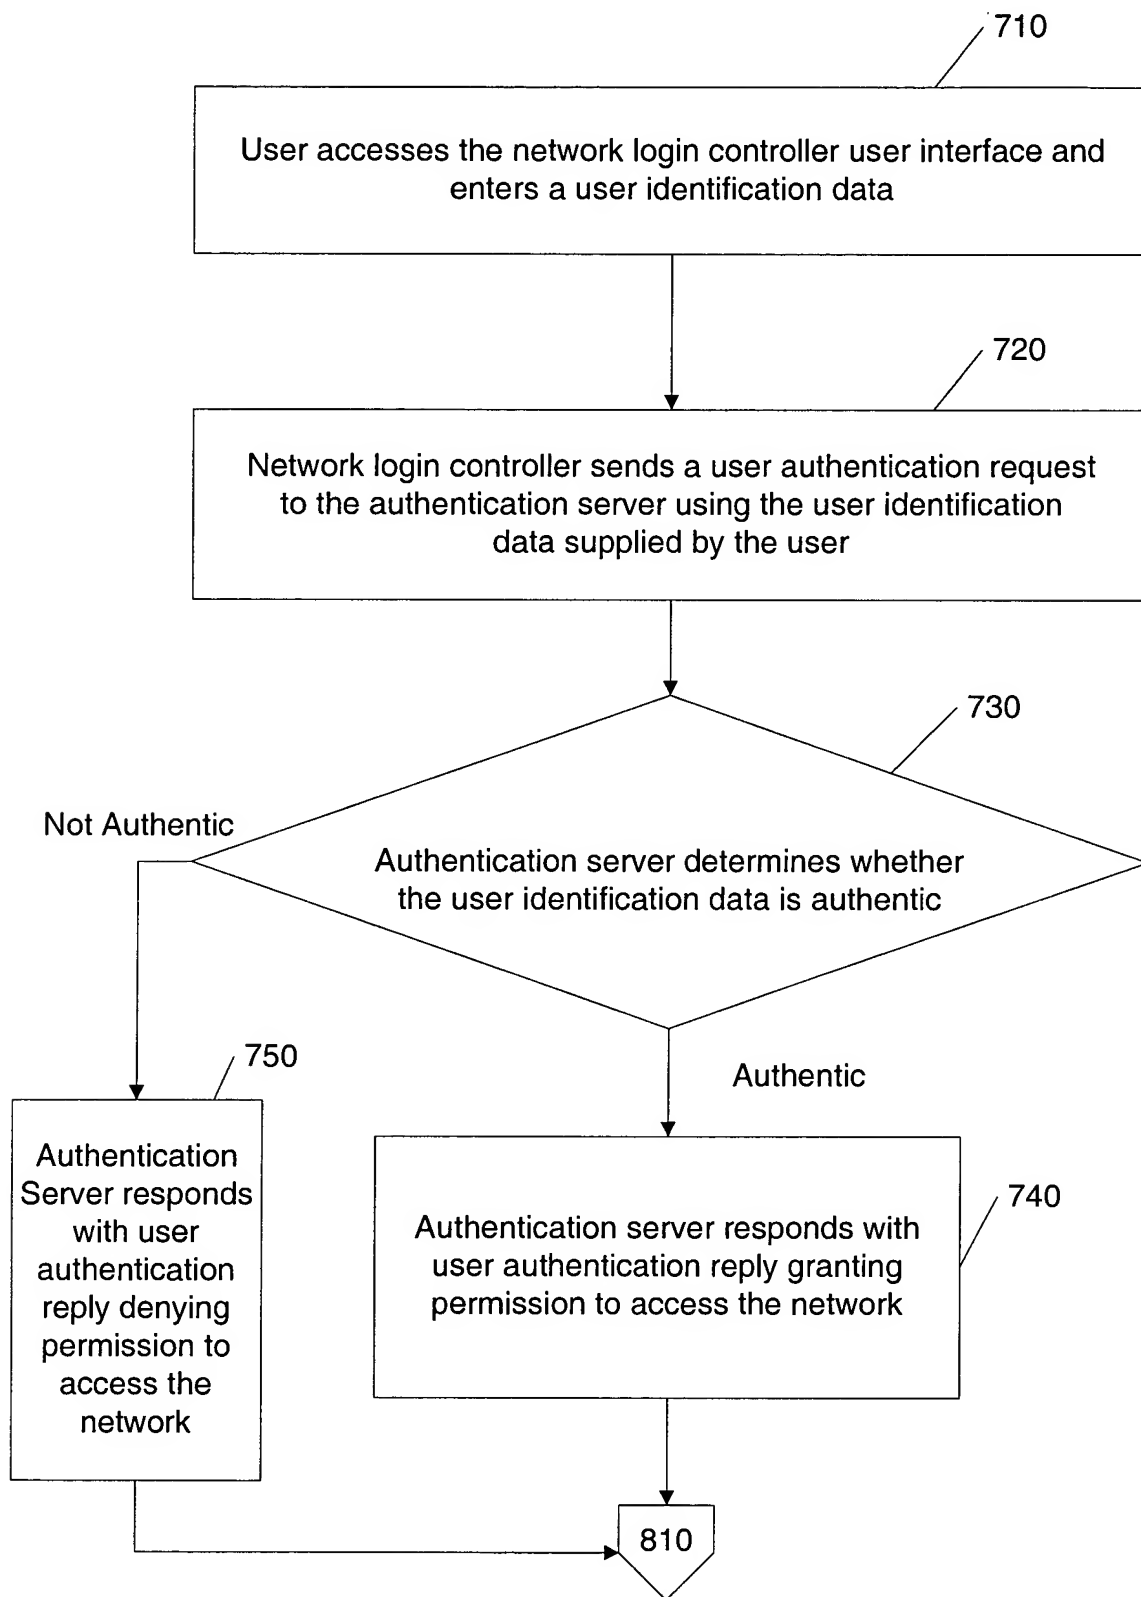 710
User accesses the network login controller user interface and
enters a user identification data
720
Network login controller sends a user authentication request
to the authentication server using the user identification
data supplied by the user
730
Not Authentic
Authentication server determines whether
the user identification data is authentic
750
Authentic
Authentication
Server responds
with user
authentication
reply denying
permission to
access the
network
740
Authentication server responds with
user authentication reply granting
permission to access the network
810